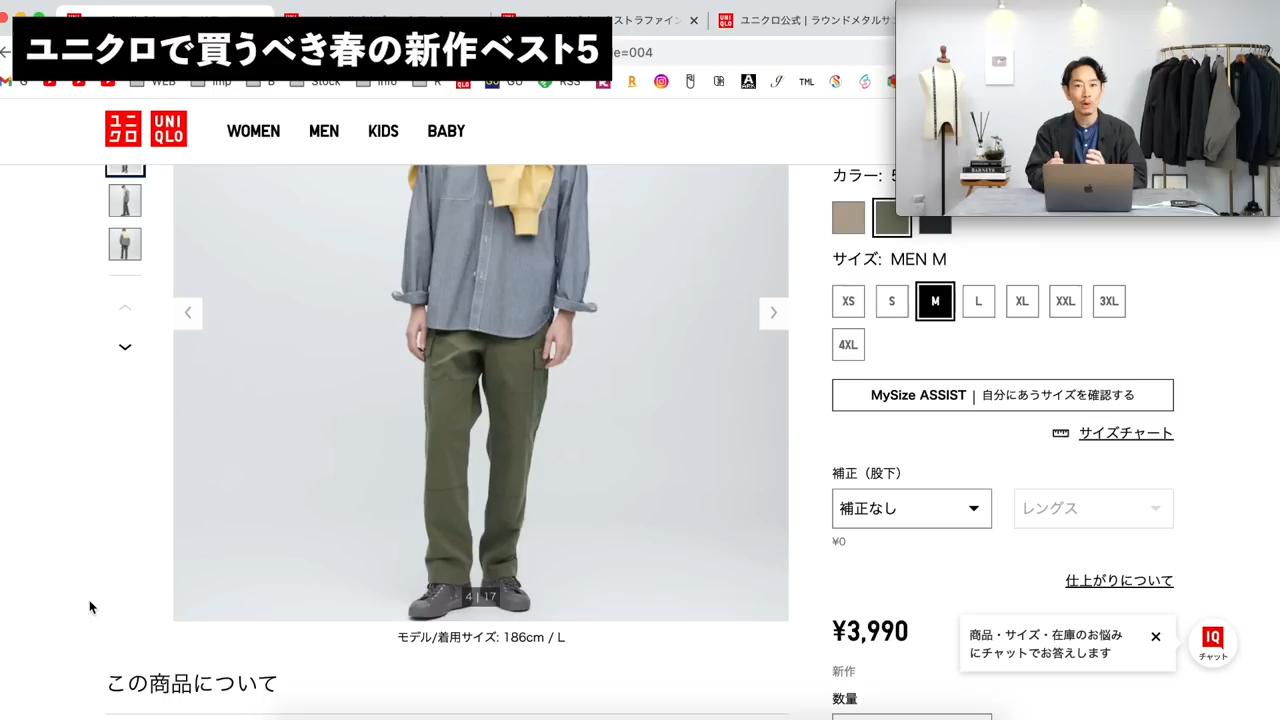 ユニクロで買うべき春の新作ベスト5
ストラファイン
ユニクロ公式 | ラウンドメタルサン
e=004
WEB
Imp
B
Stock
Info
R
GU
RSS
TML
ユニクロ
UNIQLO
WOMEN
MEN
KIDS
BABY
カラー:
サイズ: MEN M
XS
S
M
L
XL
XXL
3XL
4XL
MySize ASSIST | 自分にあうサイズを確認する
サイズチャート
補正（股下）
補正なし
レングス
¥0
仕上がりについて
4 | 17
モデル/着用サイズ: 186cm / L
¥3,990
商品・サイズ・在庫のお悩み
にチャットでお答えします
IQ
チャット
新作
数量
この商品について